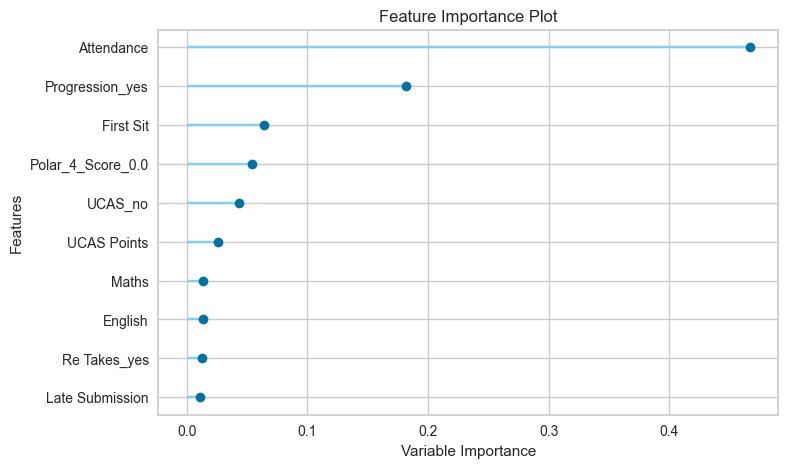 Feature Importance Plot
Features
Attendance
Progression_yes
First Sit
Polar_4_Score_0.0
UCAS_no
UCAS Points
Maths
English
Re Takes_yes
Late Submission
0.0 0.1 0.2 0.3 0.4
Variable Importance